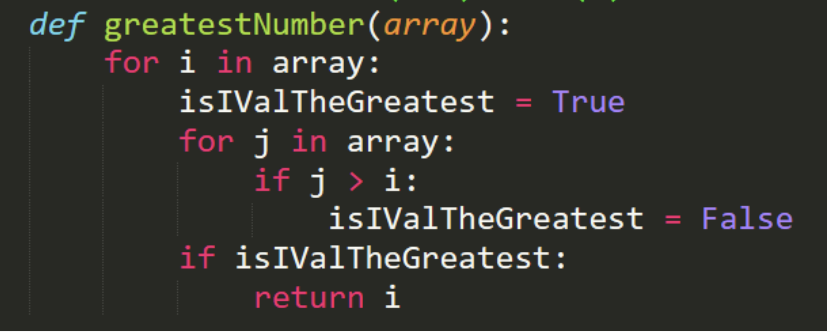 def greatestNumber(array):
    for i in array:
        isIValTheGreatest = True
        for j in array:
            if j > i:
                isIValTheGreatest = False
        if isIValTheGreatest:
            return i